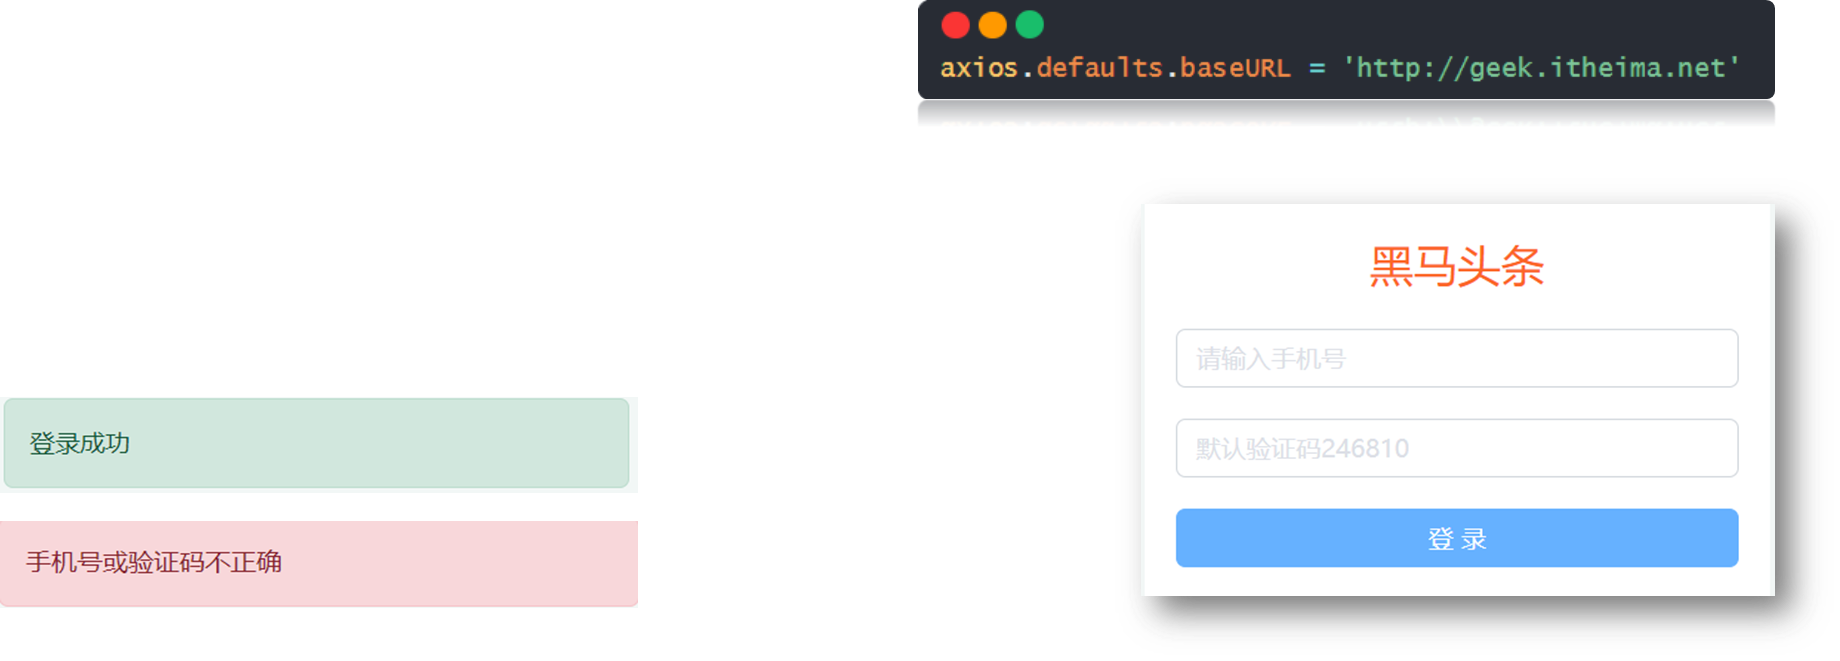 axios.defaults.baseURL = 'http://geek.itheima.net'
黑马头条
请输入手机号
默认验证码246810
登 录
登录成功
手机号或验证码不正确